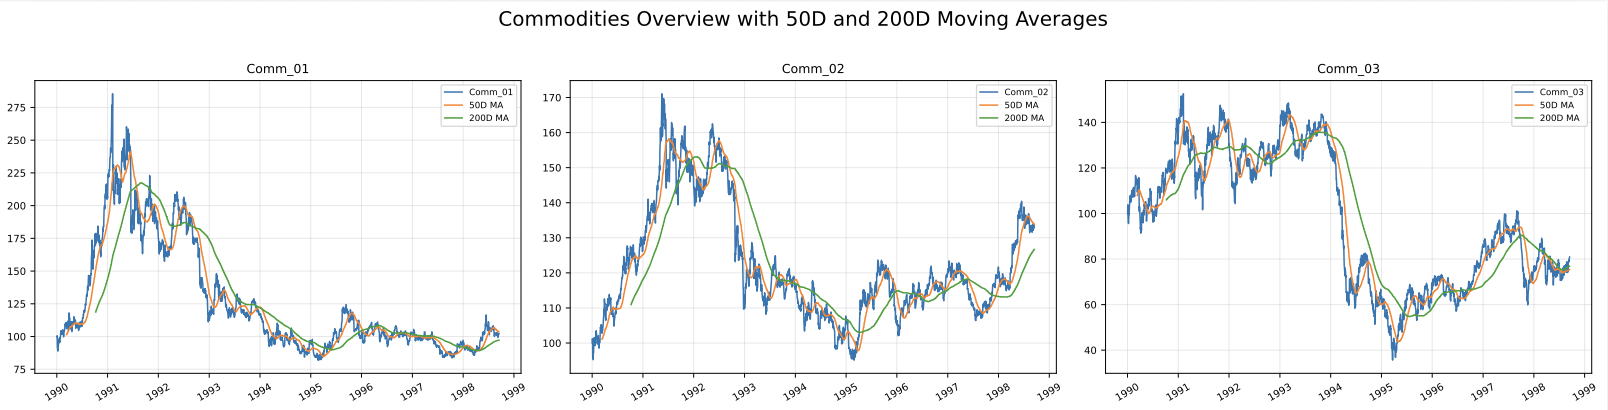 Commodities Overview with 50D and 200D Moving Averages
Comm_01
275
250
225
200
175
150
125
100
75
1990 1991 1992 1993 1994 1995 1996 1997 1998 1999
Comm_01
50D MA
200D MA
Comm_02
170
160
150
140
130
120
110
100
1990 1991 1992 1993 1994 1995 1996 1997 1998 1999
Comm_02
50D MA
200D MA
Comm_03
140
120
100
80
60
40
1990 1991 1992 1993 1994 1995 1996 1997 1998 1999
Comm_03
50D MA
200D MA